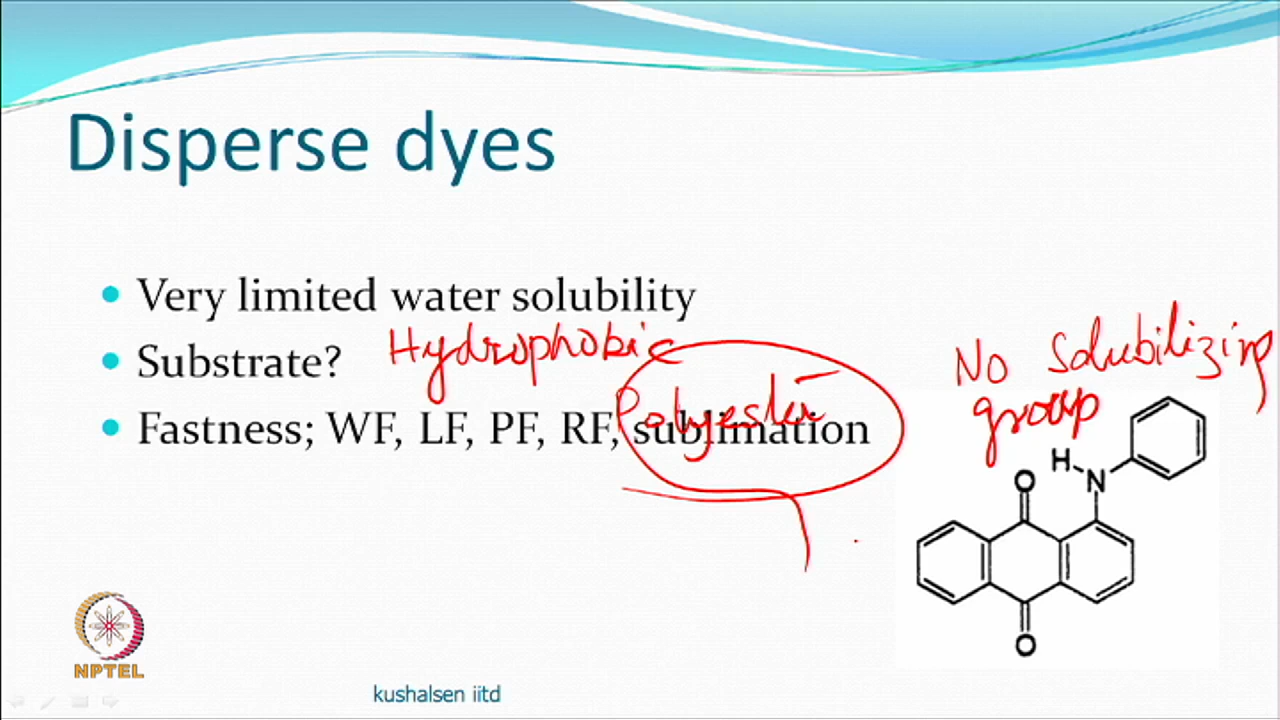 Disperse dyes
Very limited water solubility
Substrate? Hydrophobic
Polyester
Fastness; WF, LF, PF, RF, sublimation
No solubilizing
group
H
N
O
O
NPTEL
kushalsen iitd